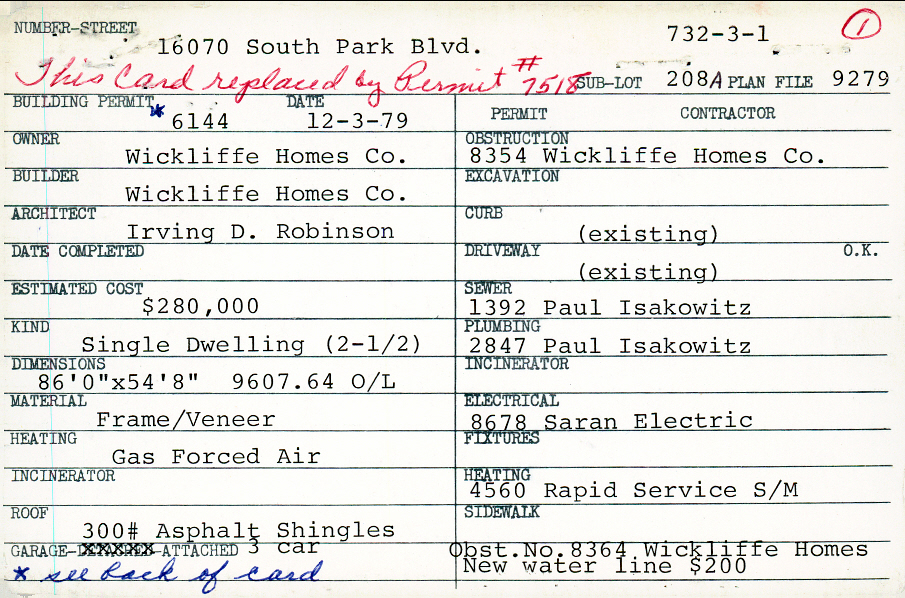 NUMBER-STREET
16070 South Park Blvd. 732-3-1 1
This Card replaced by Permit # 7518 SUB-LOT 208A PLAN FILE 9279
BUILDING PERMIT DATE PERMIT CONTRACTOR
* 6144 12-3-79
OWNER OBSTRUCTION
Wickliffe Homes Co. 8354 Wickliffe Homes Co.
BUILDER EXCAVATION
Wickliffe Homes Co.
ARCHITECT CURB
Irving D. Robinson (existing)
DATE COMPLETED DRIVEWAY O.K.
(existing)
ESTIMATED COST SEWER
$280,000 1392 Paul Isakowitz
KIND PLUMBING
Single Dwelling (2-1/2) 2847 Paul Isakowitz
DIMENSIONS INCINERATOR
86'0"x54'8" 9607.64 O/L
MATERIAL ELECTRICAL
Frame/Veneer 8678 Saran Electric
HEATING FIXTURES
Gas Forced Air
INCINERATOR HEATING
4560 Rapid Service S/M
ROOF SIDEWALK
300# Asphalt Shingles
GARAGE-DETACHED-ATTACHED 3 car Obst.No.8364 Wickliffe Homes
* see back of card New water line $200